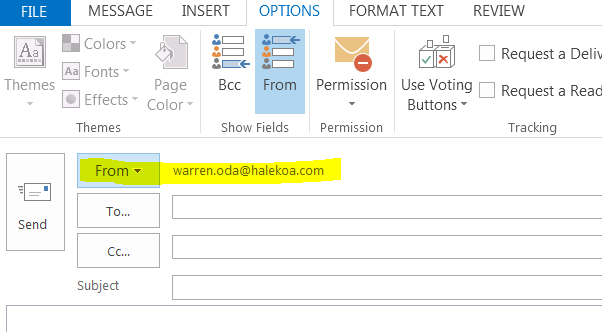 FILE MESSAGE INSERT OPTIONS FORMAT TEXT REVIEW
Themes
Colors
Aa Fonts
Effects
Page Color
Themes
Bcc
From
Show Fields
Permission
Permission
Use Voting Buttons
Request a Deliv
Request a Read
Tracking
Send
From warren.oda@halekoa.com
To...
Cc...
Subject